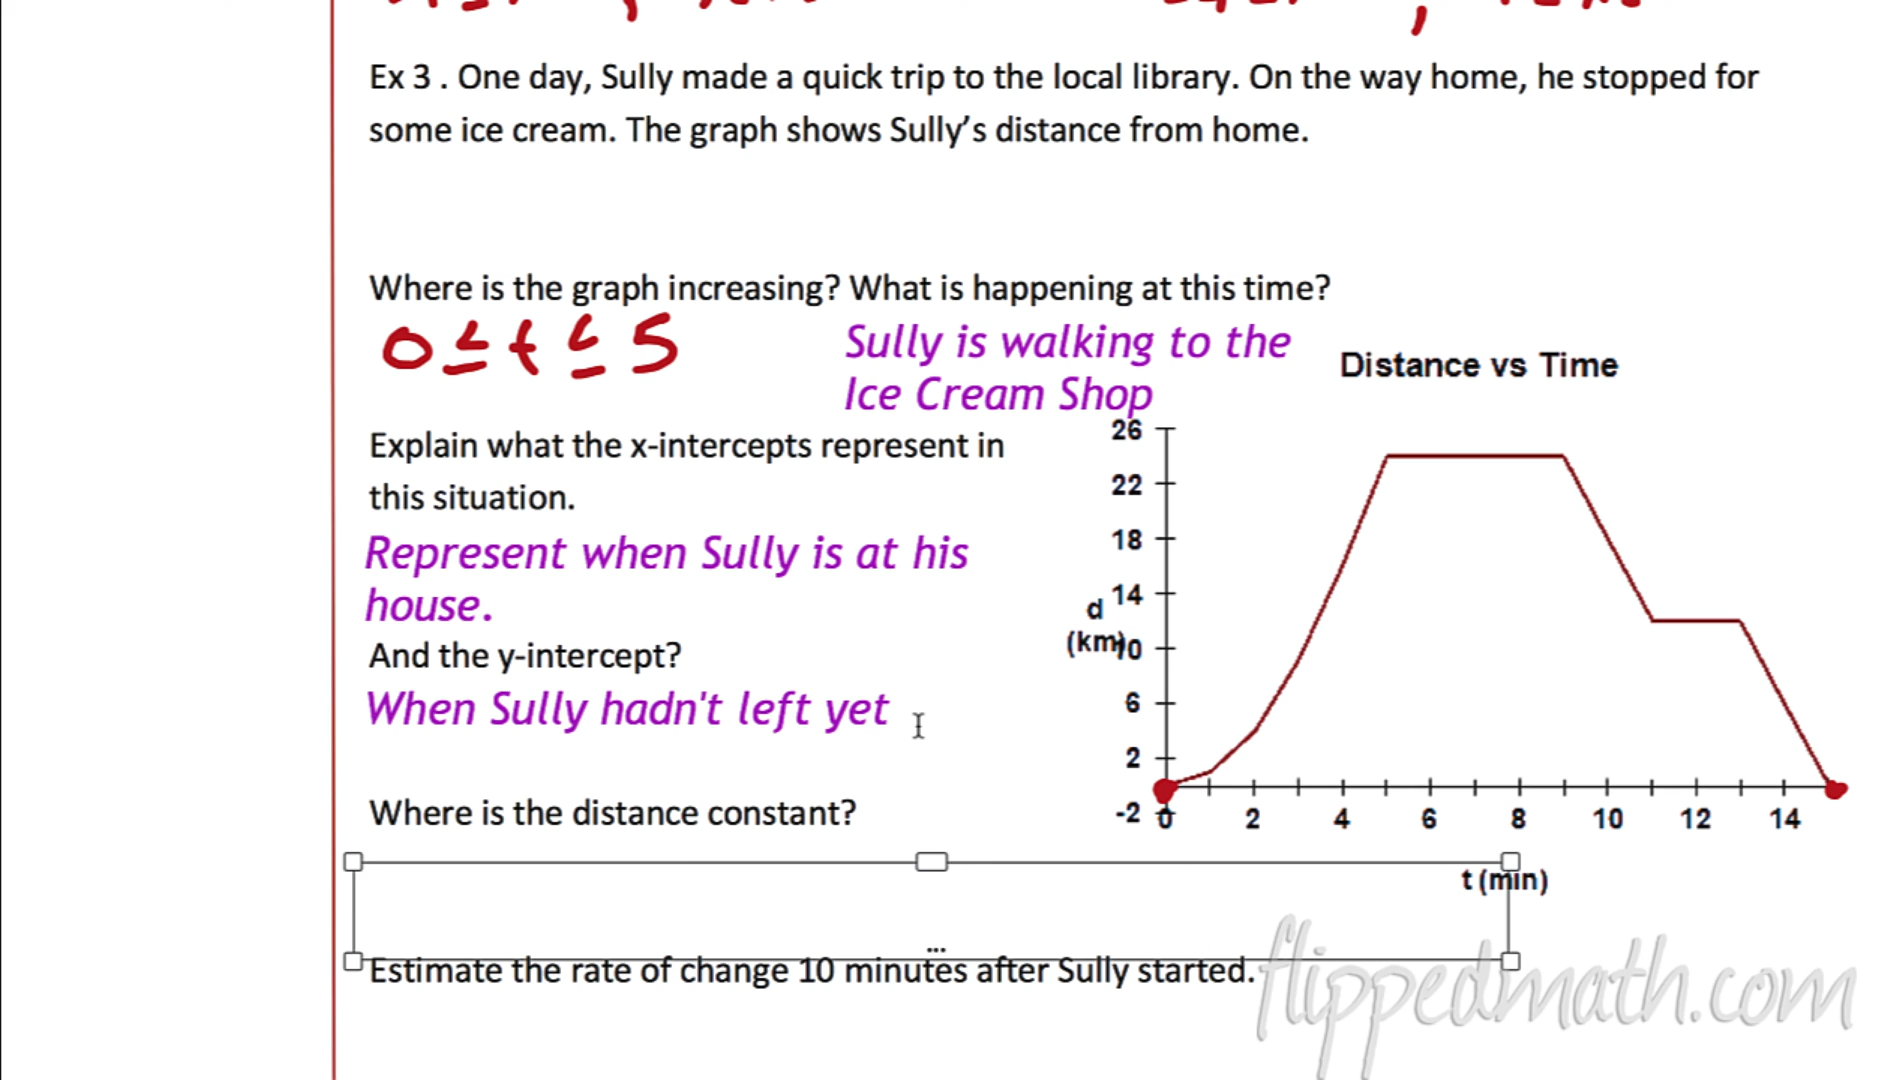 Ex 3 . One day, Sully made a quick trip to the local library. On the way home, he stopped for
some ice cream. The graph shows Sully's distance from home.
Where is the graph increasing? What is happening at this time?
0 ≤ t ≤ 5
Sully is walking to the
Ice Cream Shop
Explain what the x-intercepts represent in
this situation.
Represent when Sully is at his
house.
And the y-intercept?
When Sully hadn't left yet
Where is the distance constant?
...
Estimate the rate of change 10 minutes after Sully started.
Distance vs Time
26
22
18
14
d
(km)
10
6
2
-2
0 2 4 6 8 10 12 14
t (min)
flippedmath.com